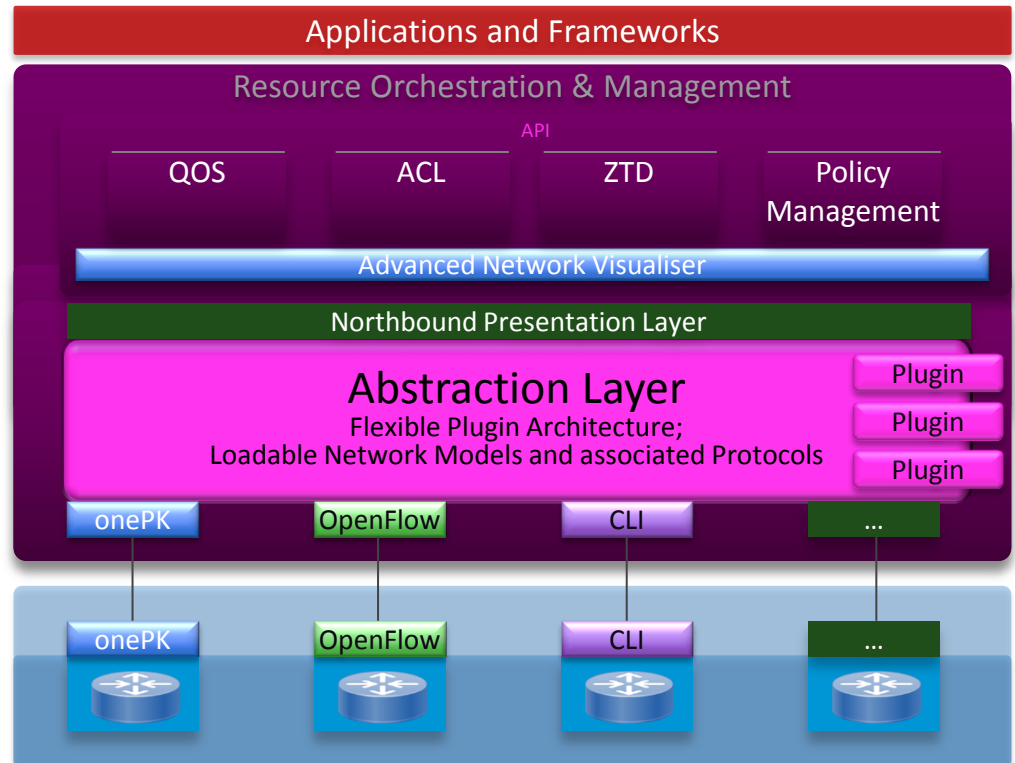 Applications and Frameworks
Resource Orchestration & Management
API
QOS
ACL
ZTD
Policy
Management
Advanced Network Visualiser
Northbound Presentation Layer
Abstraction Layer
Flexible Plugin Architecture;
Loadable Network Models and associated Protocols
Plugin
Plugin
Plugin
onePK
OpenFlow
CLI
...
onePK
OpenFlow
CLI
...